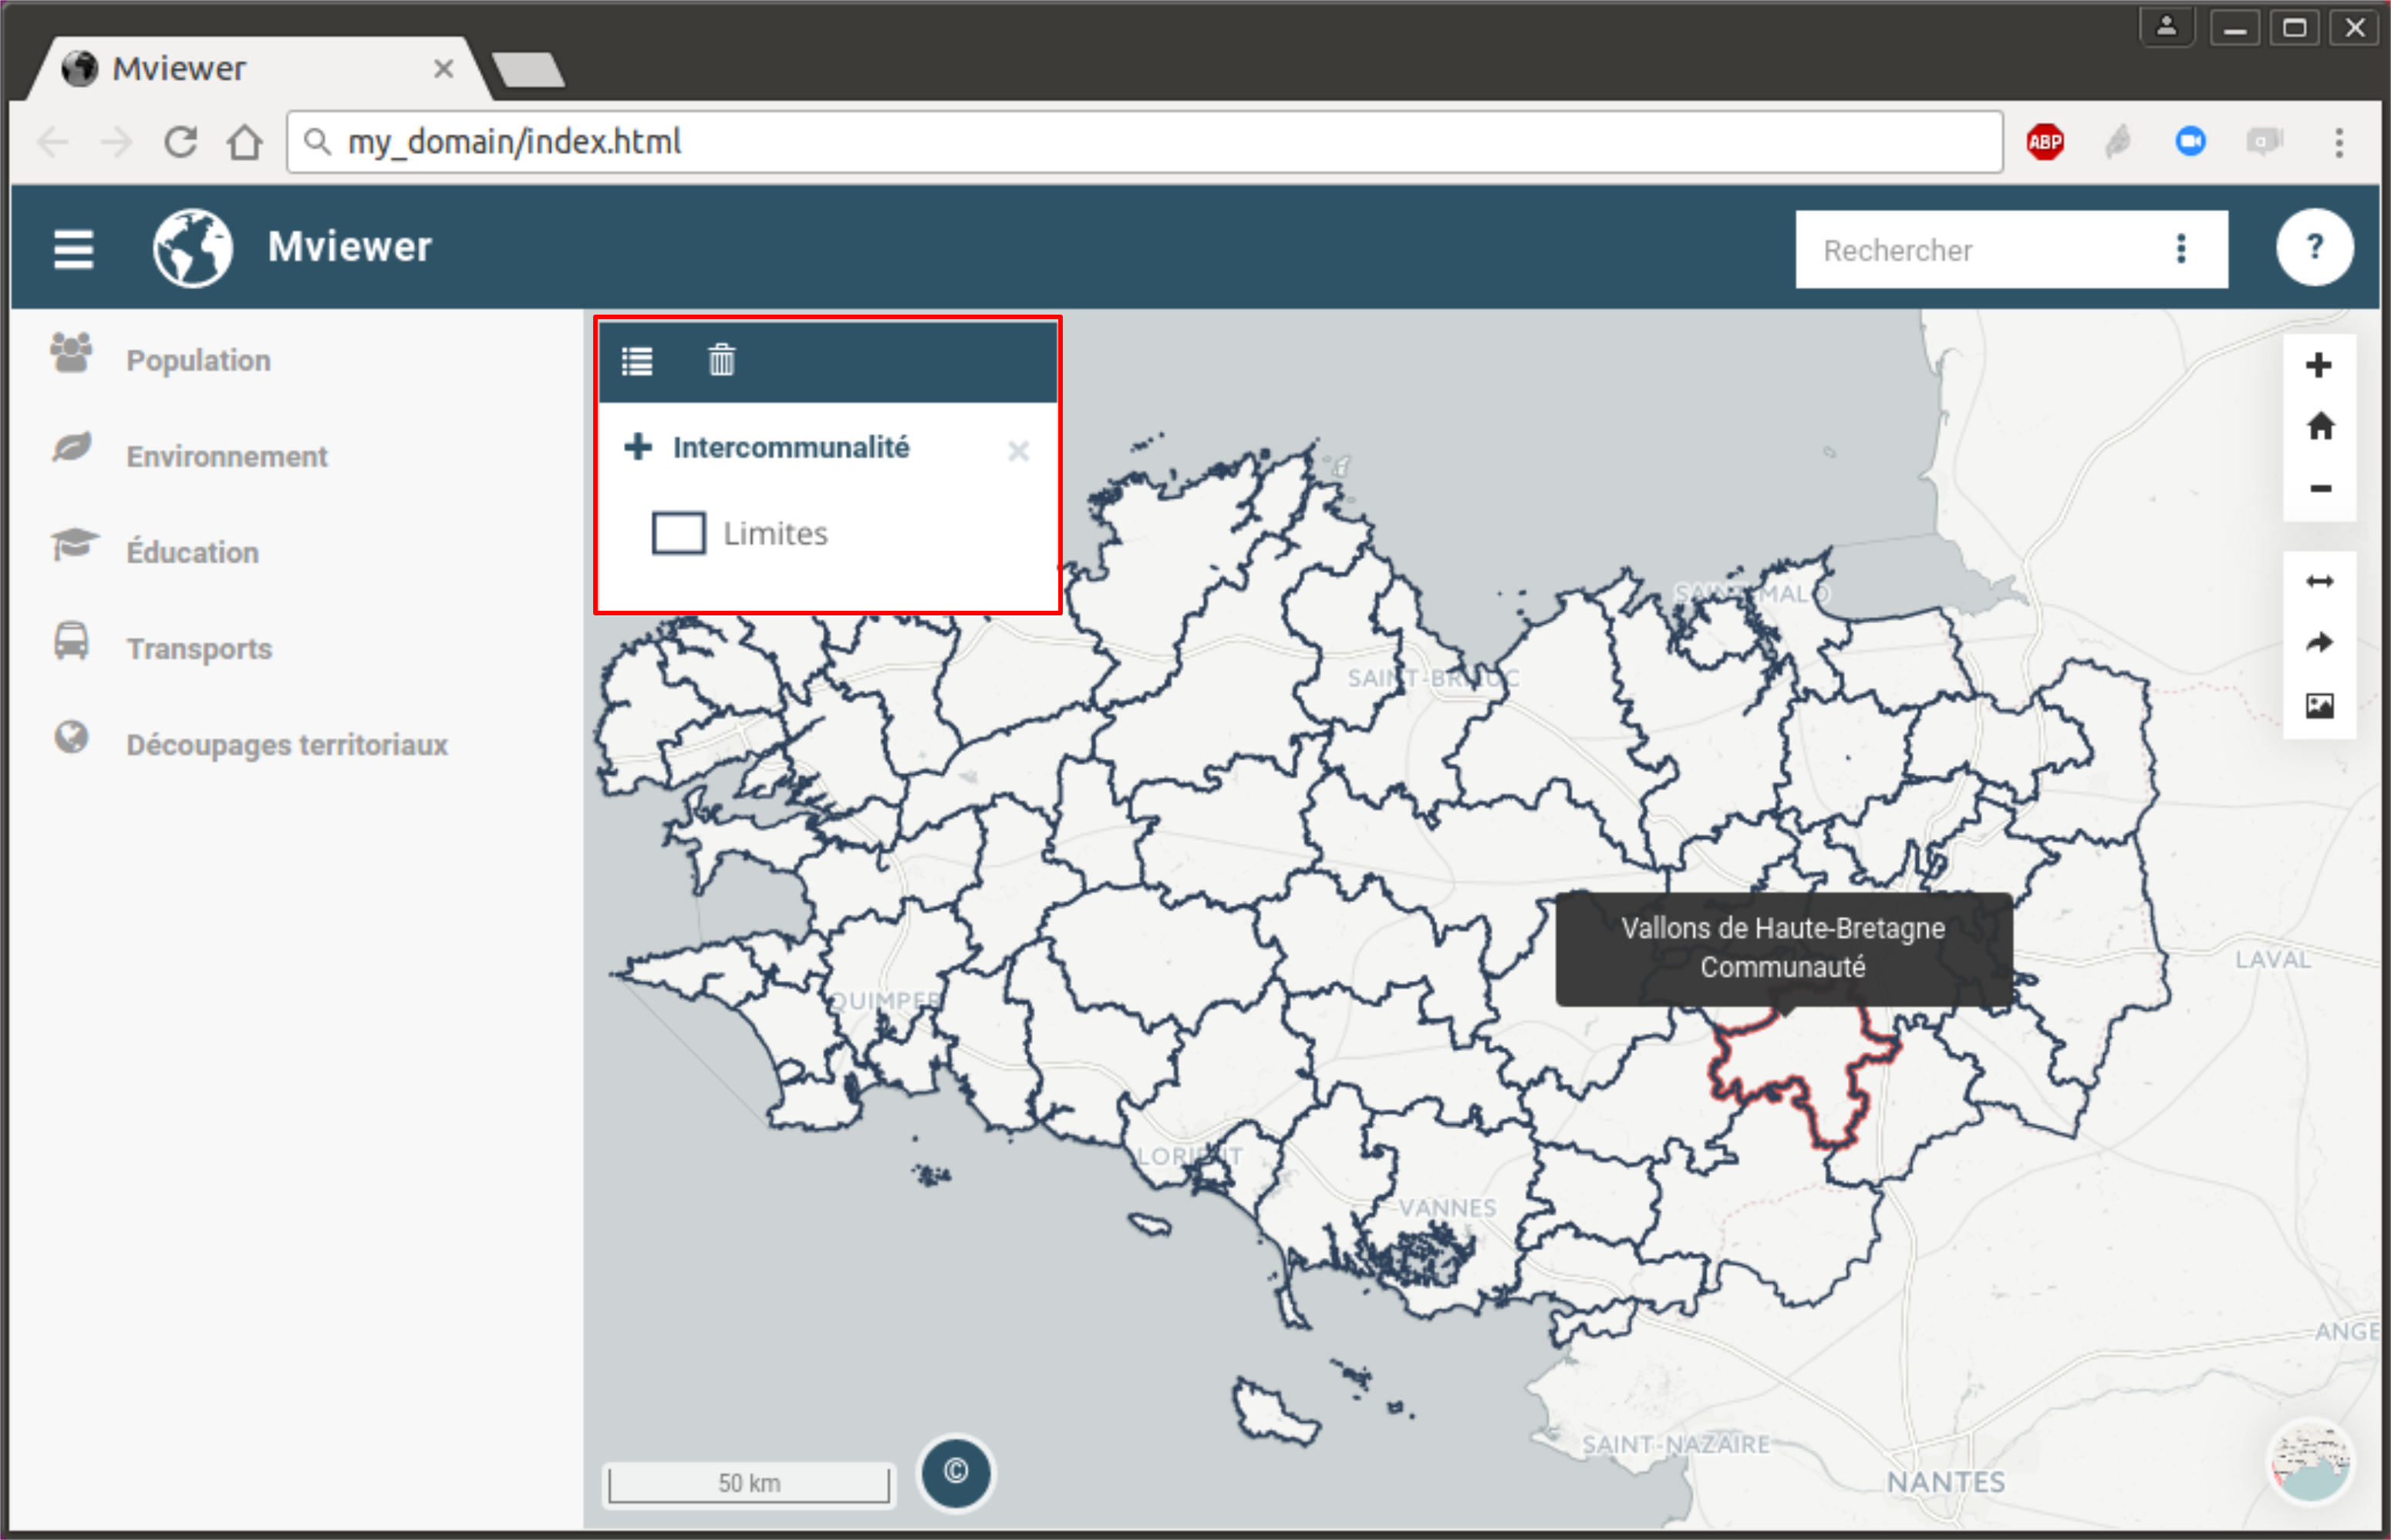 Mviewer
my_domain/index.html
ABP
Mviewer
Rechercher
?
Population
Environnement
Éducation
Transports
Découpages territoriaux
Intercommunalité
Limites
SAINT-MALO
SAINT-BRIEUC
Vallons de Haute-Bretagne
Communauté
LAVAL
QUIMPER
LORIENT
VANNES
ANGE
SAINT-NAZAIRE
NANTES
50 km
©